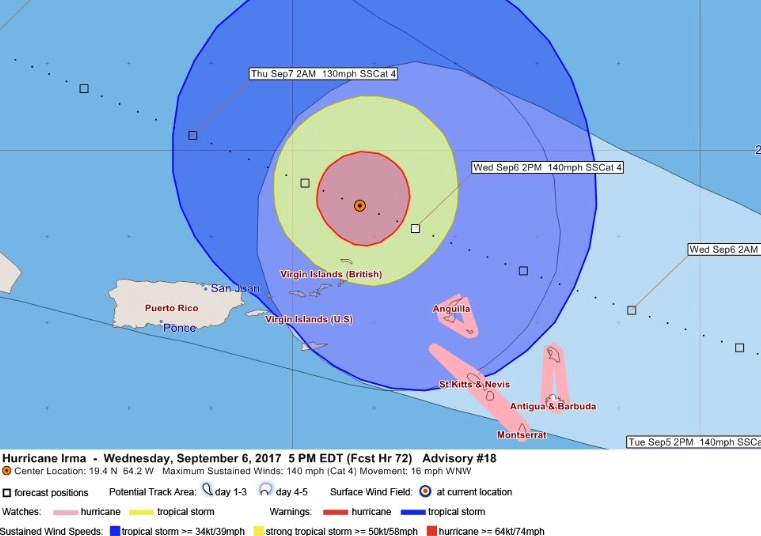 Thu Sep7 2AM 130mph SSCat 4
2
Wed Sep6 2PM 140mph SSCat 4
Wed Sep6 2AM
Virgin Islands (British)
San Juan
Puerto Rico
Anguilla
Virgin Islands (U.S)
Ponce
St.Kitts & Nevis
Antigua & Barbuda
Montserrat
Tue Sep5 2PM 140mph SSCa
Hurricane Irma - Wednesday, September 6, 2017 5 PM EDT (Fcst Hr 72) Advisory #18
Center Location: 19.4 N 64.2 W Maximum Sustained Winds: 140 mph (Cat 4) Movement: 16 mph WNW
forecast positions Potential Track Area: day 1-3 day 4-5 Surface Wind Field: at current location
Watches: hurricane tropical storm Warnings: hurricane tropical storm
Sustained Wind Speeds: tropical storm >= 34kt/39mph strong tropical storm >= 50kt/58mph hurricane >= 64kt/74mph